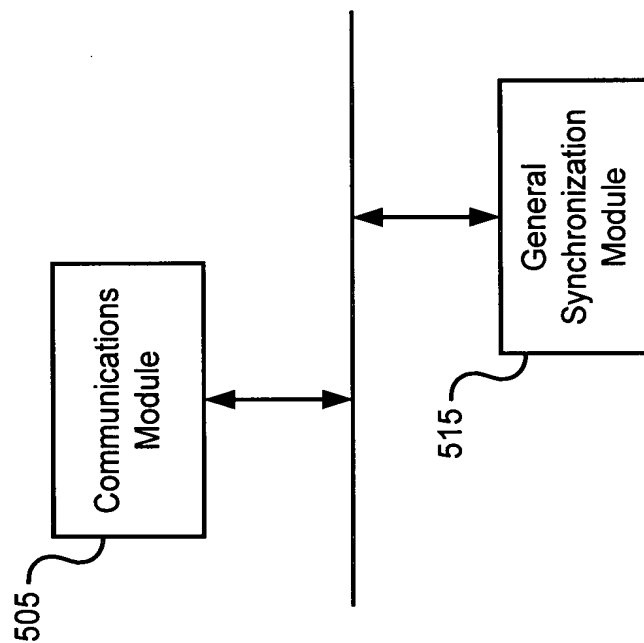 505
Communications
Module
515
General
Synchronization
Module